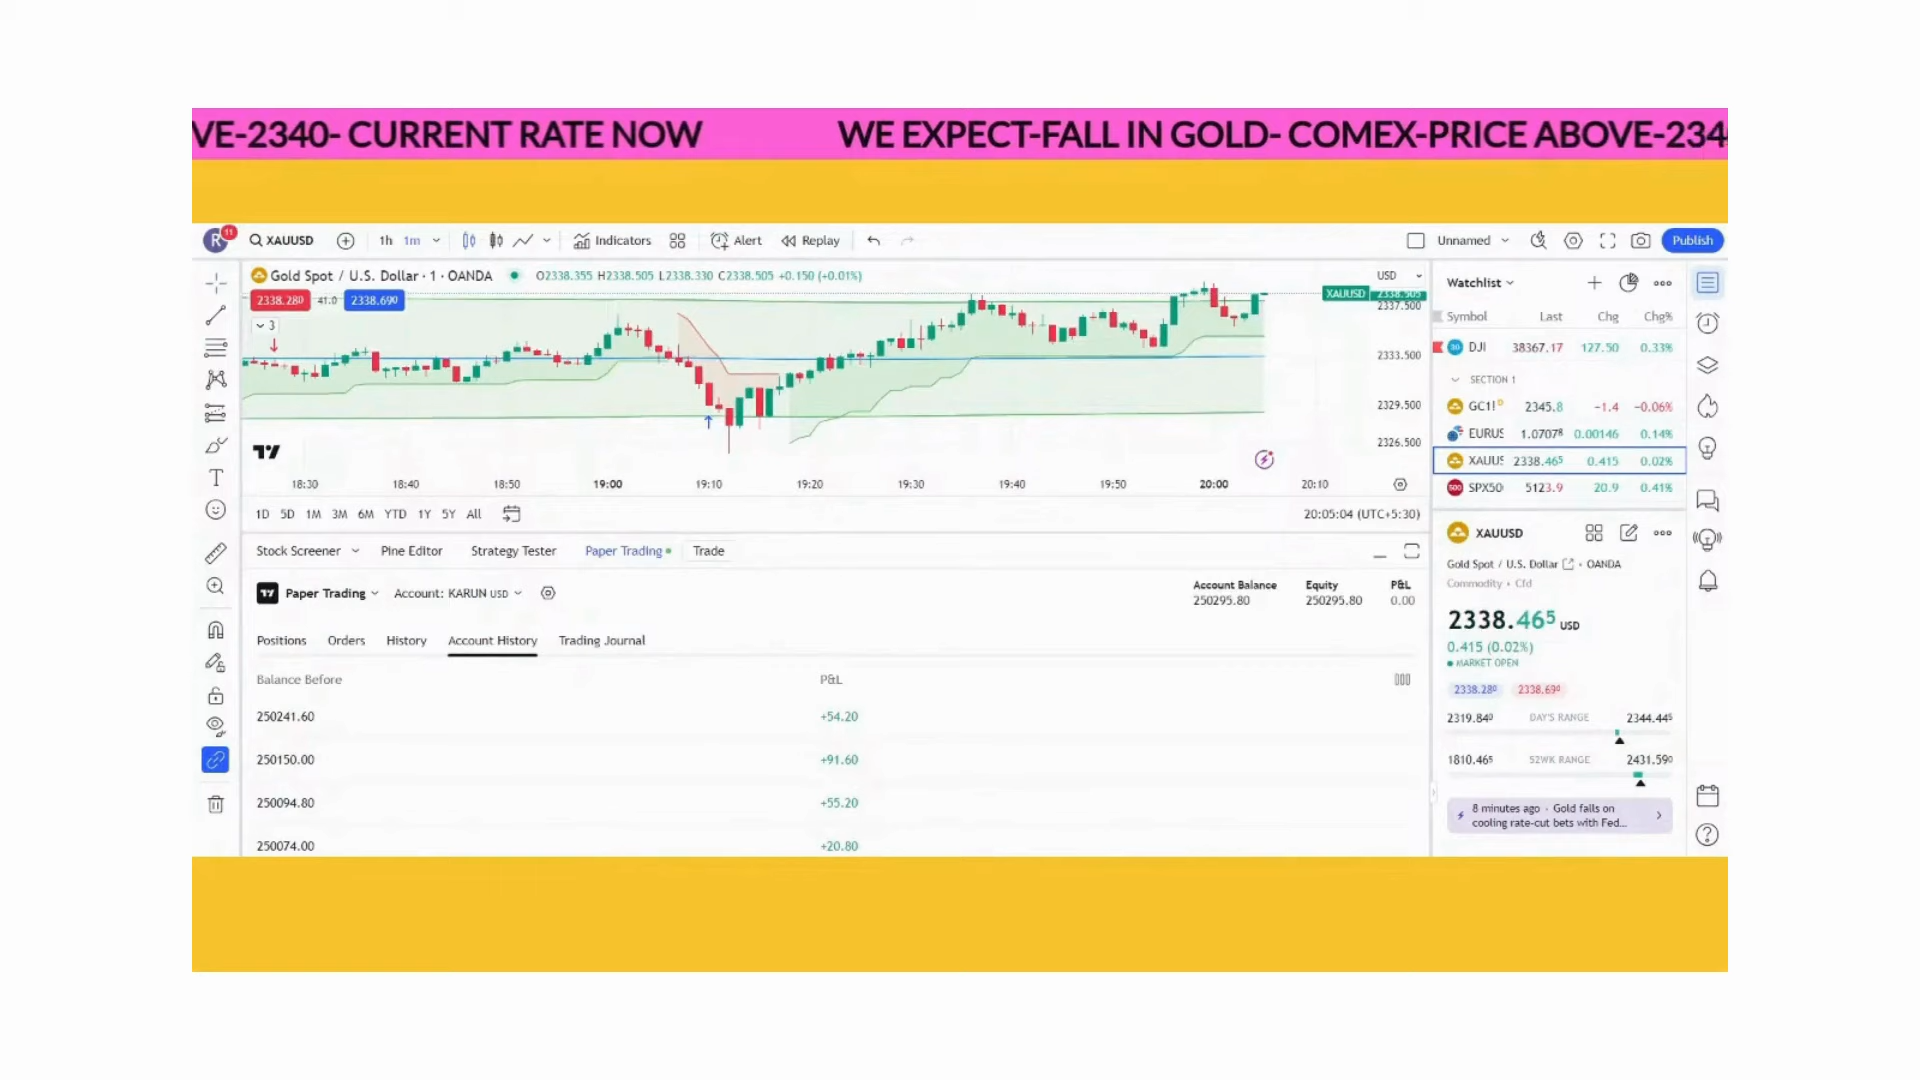 VE-2340- CURRENT RATE NOW WE EXPECT-FALL IN GOLD- COMEX-PRICE ABOVE-234
R 11 XAUUSD 1h 1m Indicators Alert Replay Unnamed Publish
Gold Spot / U.S. Dollar · 1 · OANDA O2338.355 H2338.505 L2338.330 C2338.505 +0.150 (+0.01%) USD
2338.280 41.0 2338.690 XAUUSD 2338.505
3
2337.500
2333.500
2329.500
2326.500
18:30 18:40 18:50 19:00 19:10 19:20 19:30 19:40 19:50 20:00 20:10
1D 5D 1M 3M 6M YTD 1Y 5Y All 20:05:04 (UTC+5:30)
Stock Screener Pine Editor Strategy Tester Paper Trading Trade
Paper Trading Account: KARUN USD
Account Balance Equity P&L
250295.80 250295.80 0.00
Positions Orders History Account History Trading Journal
Balance Before P&L
250241.60 +54.20
250150.00 +91.60
250094.80 +55.20
250074.00 +20.80
Watchlist
Symbol Last Chg Chg%
30 DJI 38367.17 127.50 0.33%
SECTION 1
GC1! D 2345.8 -1.4 -0.06%
EURUS 1.07078 0.00146 0.14%
XAUUS 2338.465 0.415 0.02%
500 SPX50 5123.9 20.9 0.41%
XAUUSD
Gold Spot / U.S. Dollar · OANDA
Commodity · Cfd
2338.465 USD
0.415 (0.02%)
MARKET OPEN
2338.280 2338.690
2319.840 DAY'S RANGE 2344.445
1810.465 52WK RANGE 2431.590
8 minutes ago · Gold falls on
cooling rate-cut bets with Fed...